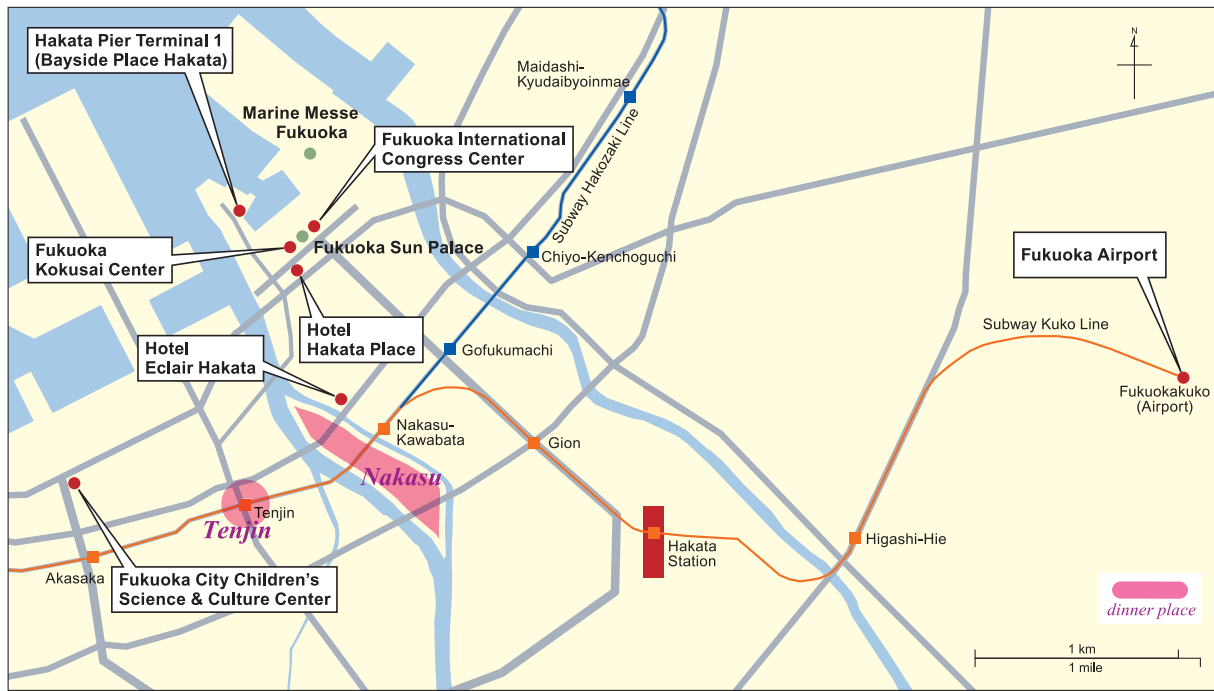 Hakata Pier Terminal 1
(Bayside Place Hakata)
Marine Messe
Fukuoka
Fukuoka International
Congress Center
Maidashi-
Kyudaibyoinmae
N
Subway Hakozaki Line
Fukuoka
Kokusai Center
Fukuoka Sun Palace
Chiyo-Kenchoguchi
Fukuoka Airport
Hotel
Hakata Place
Subway Kuko Line
Hotel
Eclair Hakata
Gofukumachi
Fukuokakuko
(Airport)
Nakasu-
Kawabata
Gion
Nakasu
Tenjin
Tenjin
Hakata
Station
Higashi-Hie
Akasaka
Fukuoka City Children's
Science & Culture Center
dinner place
1 km
1 mile